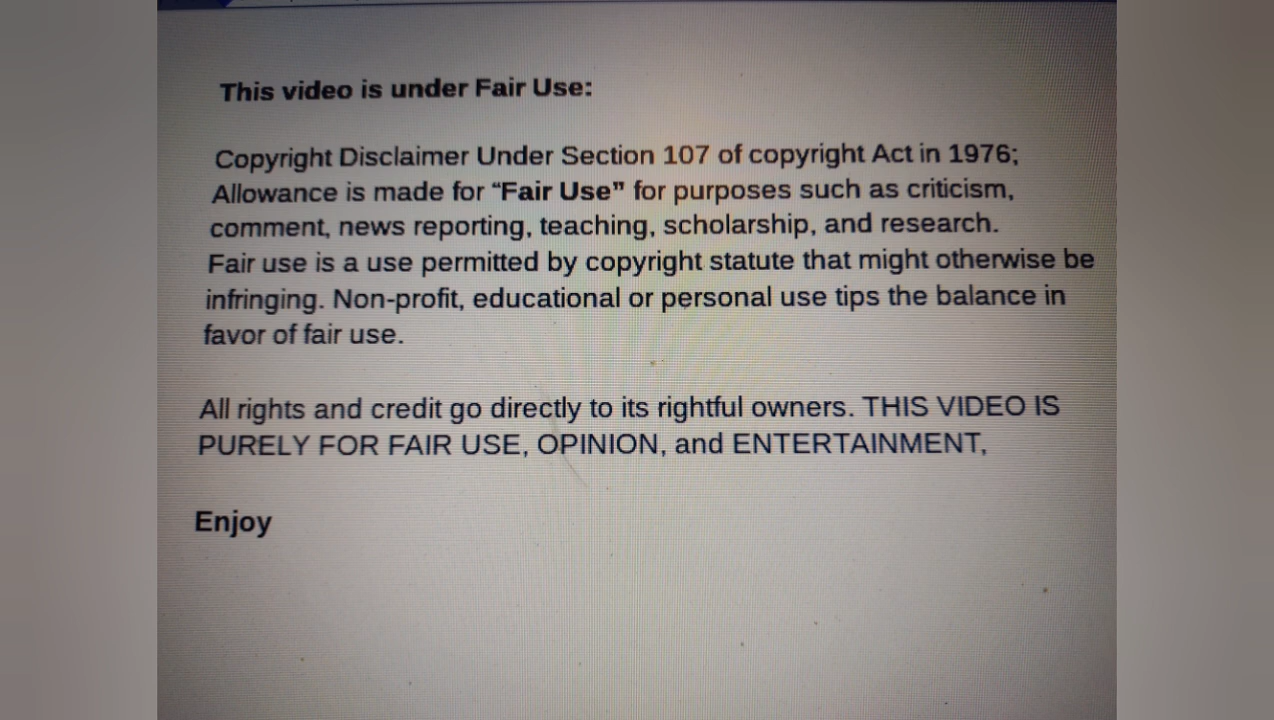 This video is under Fair Use:
Copyright Disclaimer Under Section 107 of copyright Act in 1976;
Allowance is made for “Fair Use” for purposes such as criticism,
comment, news reporting, teaching, scholarship, and research.
Fair use is a use permitted by copyright statute that might otherwise be
infringing. Non-profit, educational or personal use tips the balance in
favor of fair use.
All rights and credit go directly to its rightful owners. THIS VIDEO IS
PURELY FOR FAIR USE, OPINION, and ENTERTAINMENT,
Enjoy